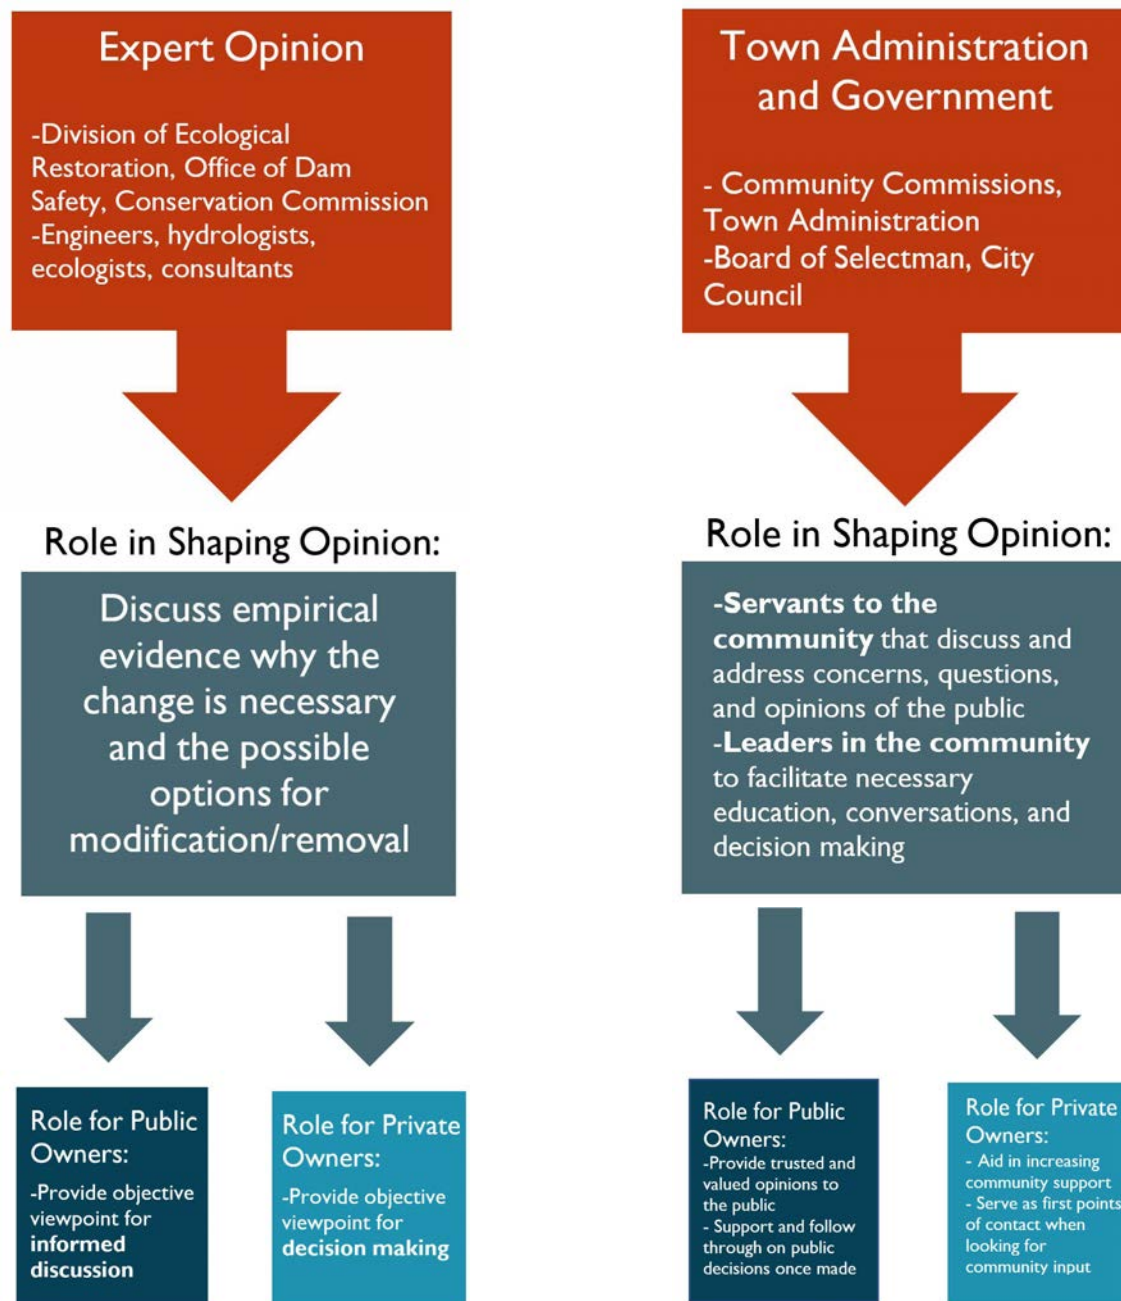 Expert Opinion
-Division of Ecological
Restoration, Office of Dam
Safety, Conservation Commission
-Engineers, hydrologists,
ecologists, consultants
Role in Shaping Opinion:
Discuss empirical
evidence why the
change is necessary
and the possible
options for
modification/removal
Role for Public
Owners:
-Provide objective
viewpoint for
informed
discussion
Role for Private
Owners:
-Provide objective
viewpoint for
decision making
Town Administration
and Government
- Community Commissions,
Town Administration
-Board of Selectman, City
Council
Role in Shaping Opinion:
-Servants to the
community that discuss and
address concerns, questions,
and opinions of the public
-Leaders in the community
to facilitate necessary
education, conversations, and
decision making
Role for Public
Owners:
-Provide trusted and
valued opinions to
the public
- Support and follow
through on public
decisions once made
Role for Private
Owners:
- Aid in increasing
community support
- Serve as first points
of contact when
looking for
community input